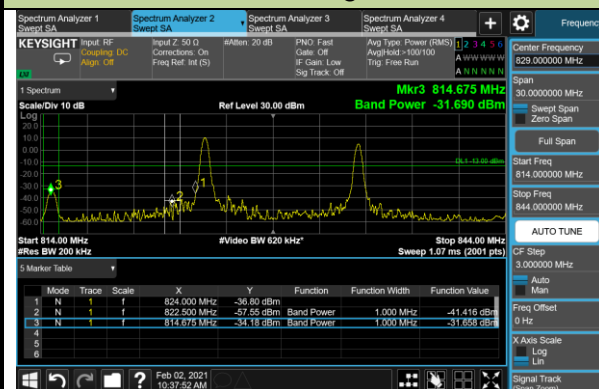 Spectrum Analyzer 1
Swept SA
Spectrum Analyzer 2
Swept SA
Spectrum Analyzer 3
Swept SA
Spectrum Analyzer 4
Swept SA
Frequency
KEYSIGHT
Input: RF
Coupling: DC
Align: Off
Input Z: 50 Ω
Corrections: On
Freq Ref: Int (S)
#Atten: 20 dB
PNO: Fast
Gate: Off
IF Gain: Low
Sig Track: Off
Avg Type: Power (RMS)
Avg|Hold:>100/100
Trig: Free Run
1 2 3 4 5 6
A W W W W W
A N N N N N
1 Spectrum
Scale/Div 10 dB
Log
Ref Level 30.00 dBm
Mkr3 814.675 MHz
Band Power -31.690 dBm
20.0
10.0
0.00
-10.0
-20.0
-30.0
-40.0
-50.0
-60.0
DL1 -13.00 dBm
3
2
1
Start 814.00 MHz
#Res BW 200 kHz
#Video BW 620 kHz*
Stop 844.00 MHz
Sweep 1.07 ms (2001 pts)
5 Marker Table
Mode Trace Scale X Y Function Function Width Function Value
1 N 1 f 824.000 MHz -36.80 dBm
2 N 1 f 822.500 MHz -57.55 dBm Band Power 1.000 MHz -41.416 dBm
3 N 1 f 814.675 MHz -34.18 dBm Band Power 1.000 MHz -31.658 dBm
4
5
6
Feb 02, 2021
10:37:52 AM
Center Frequency
829.000000 MHz
Span
30.0000000 MHz
Swept Span
Zero Span
Full Span
Start Freq
814.000000 MHz
Stop Freq
844.000000 MHz
AUTO TUNE
CF Step
3.000000 MHz
Auto
Man
Freq Offset
0 Hz
X Axis Scale
Log
Lin
Signal Track
(Span Zoom)